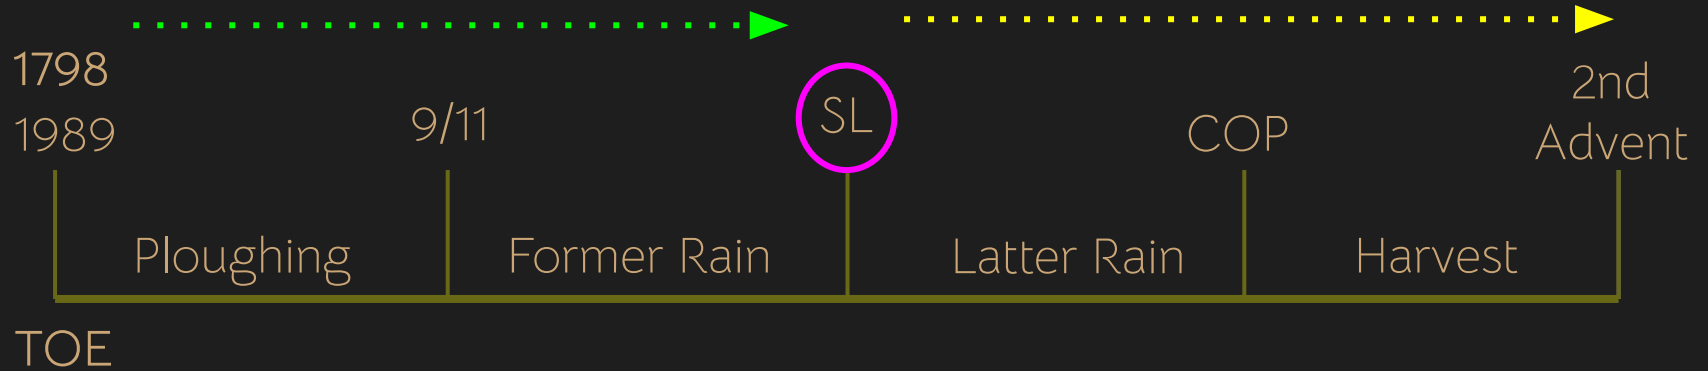 1798
1989
9/11
SL
COP
2nd
Advent
Ploughing
Former Rain
Latter Rain
Harvest
TOE